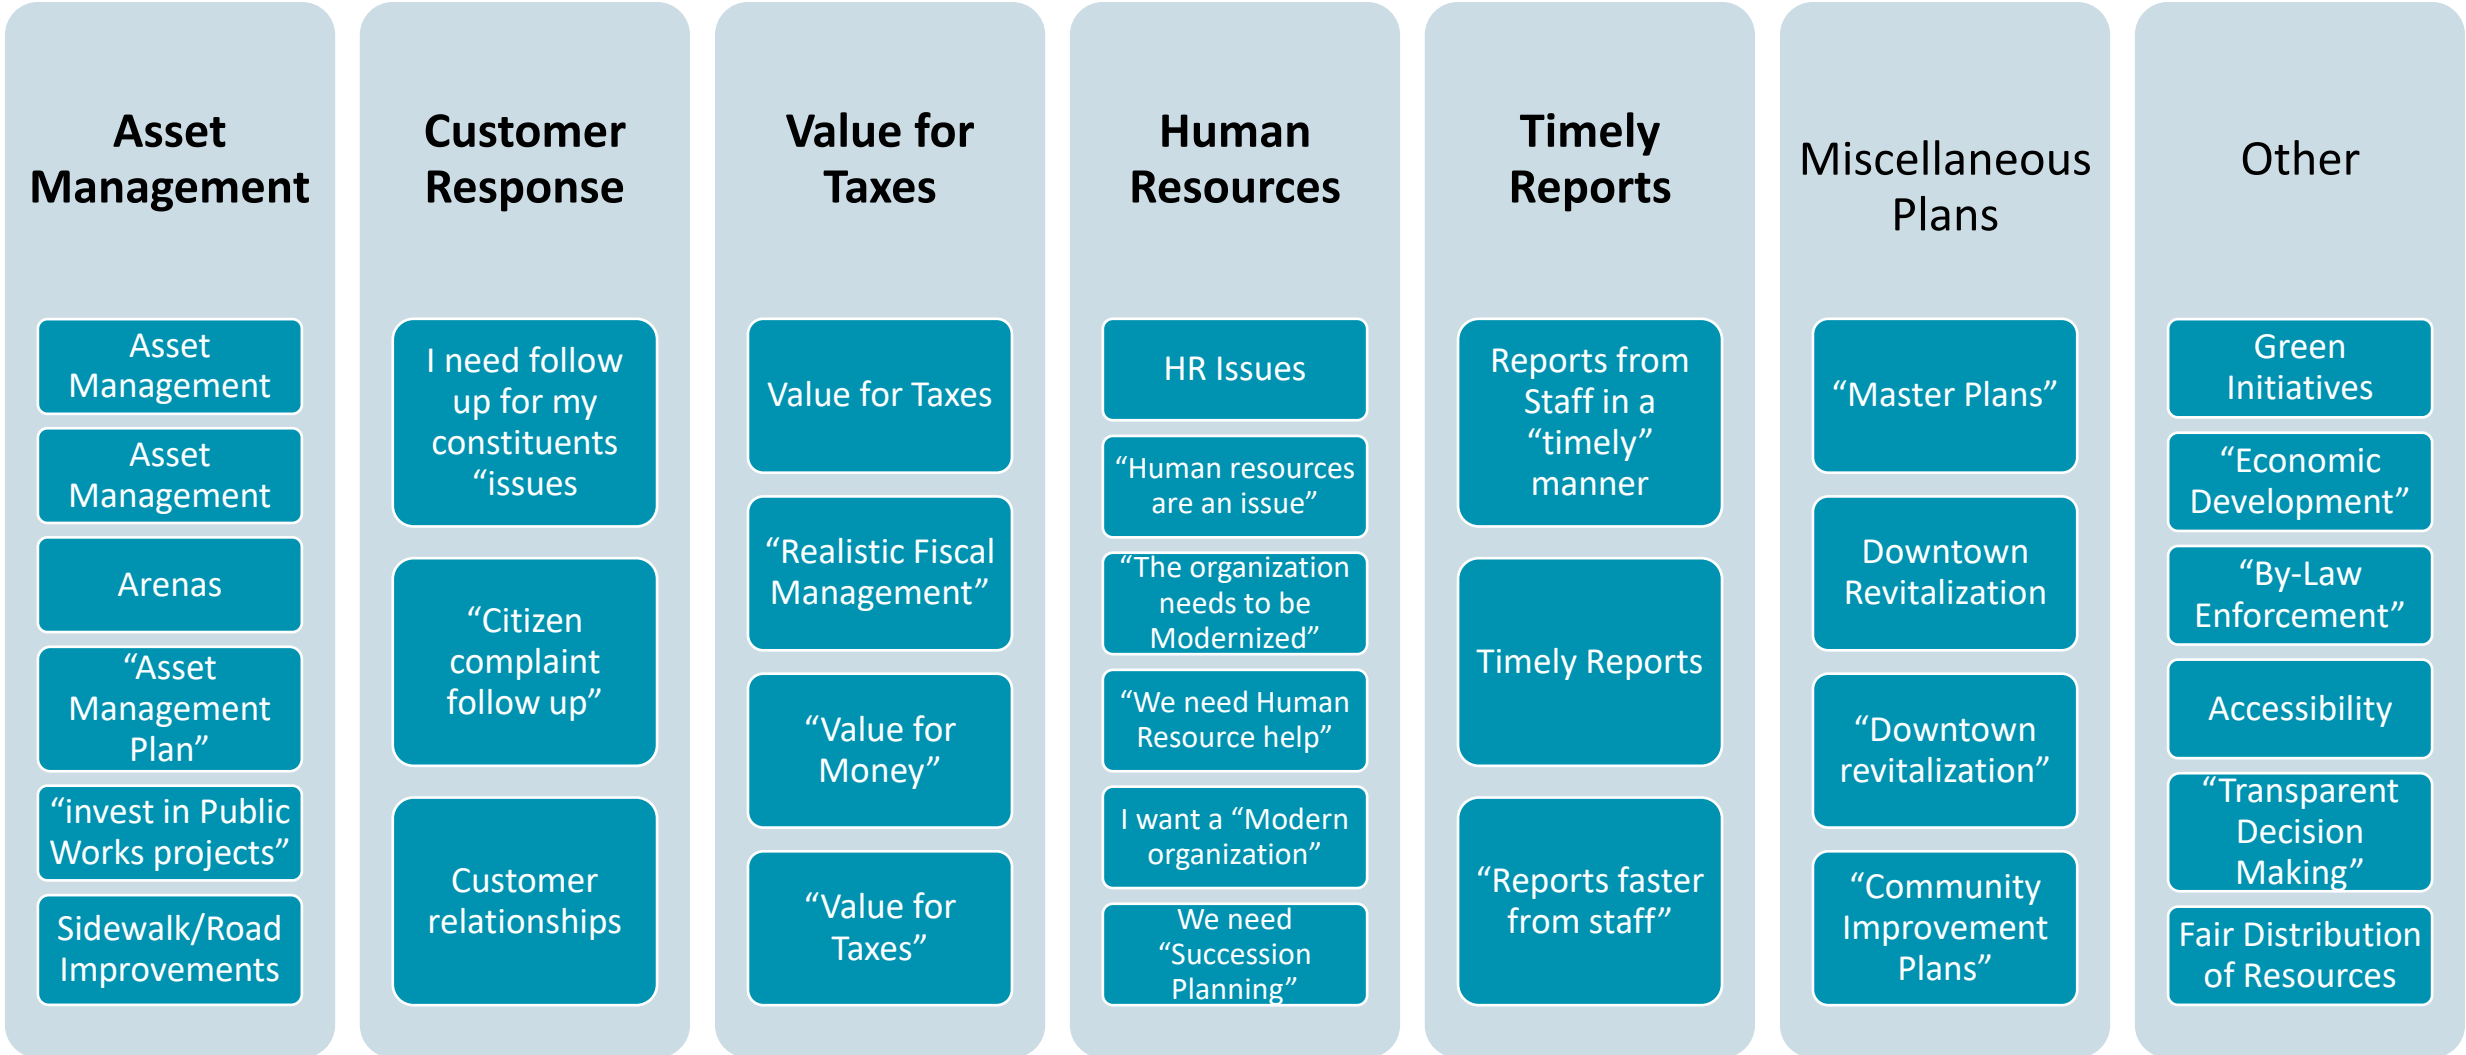 Asset
Management
Asset
Management
Asset
Management
Arenas
“Asset
Management
Plan”
“invest in Public
Works projects”
Sidewalk/Road
Improvements
Customer
Response
I need follow
up for my
constituents
“issues
“Citizen
complaint
follow up”
Customer
relationships
Value for
Taxes
Value for Taxes
“Realistic Fiscal
Management”
“Value for
Money”
“Value for
Taxes”
Human
Resources
HR Issues
“Human resources
are an issue”
“The organization
needs to be
Modernized”
“We need Human
Resource help”
I want a “Modern
organization”
We need
“Succession
Planning”
Timely
Reports
Reports from
Staff in a
“timely”
manner
Timely Reports
“Reports faster
from staff”
Miscellaneous
Plans
“Master Plans”
Downtown
Revitalization
“Downtown
revitalization”
“Community
Improvement
Plans”
Other
Green
Initiatives
“Economic
Development”
“By-Law
Enforcement”
Accessibility
“Transparent
Decision
Making”
Fair Distribution
of Resources